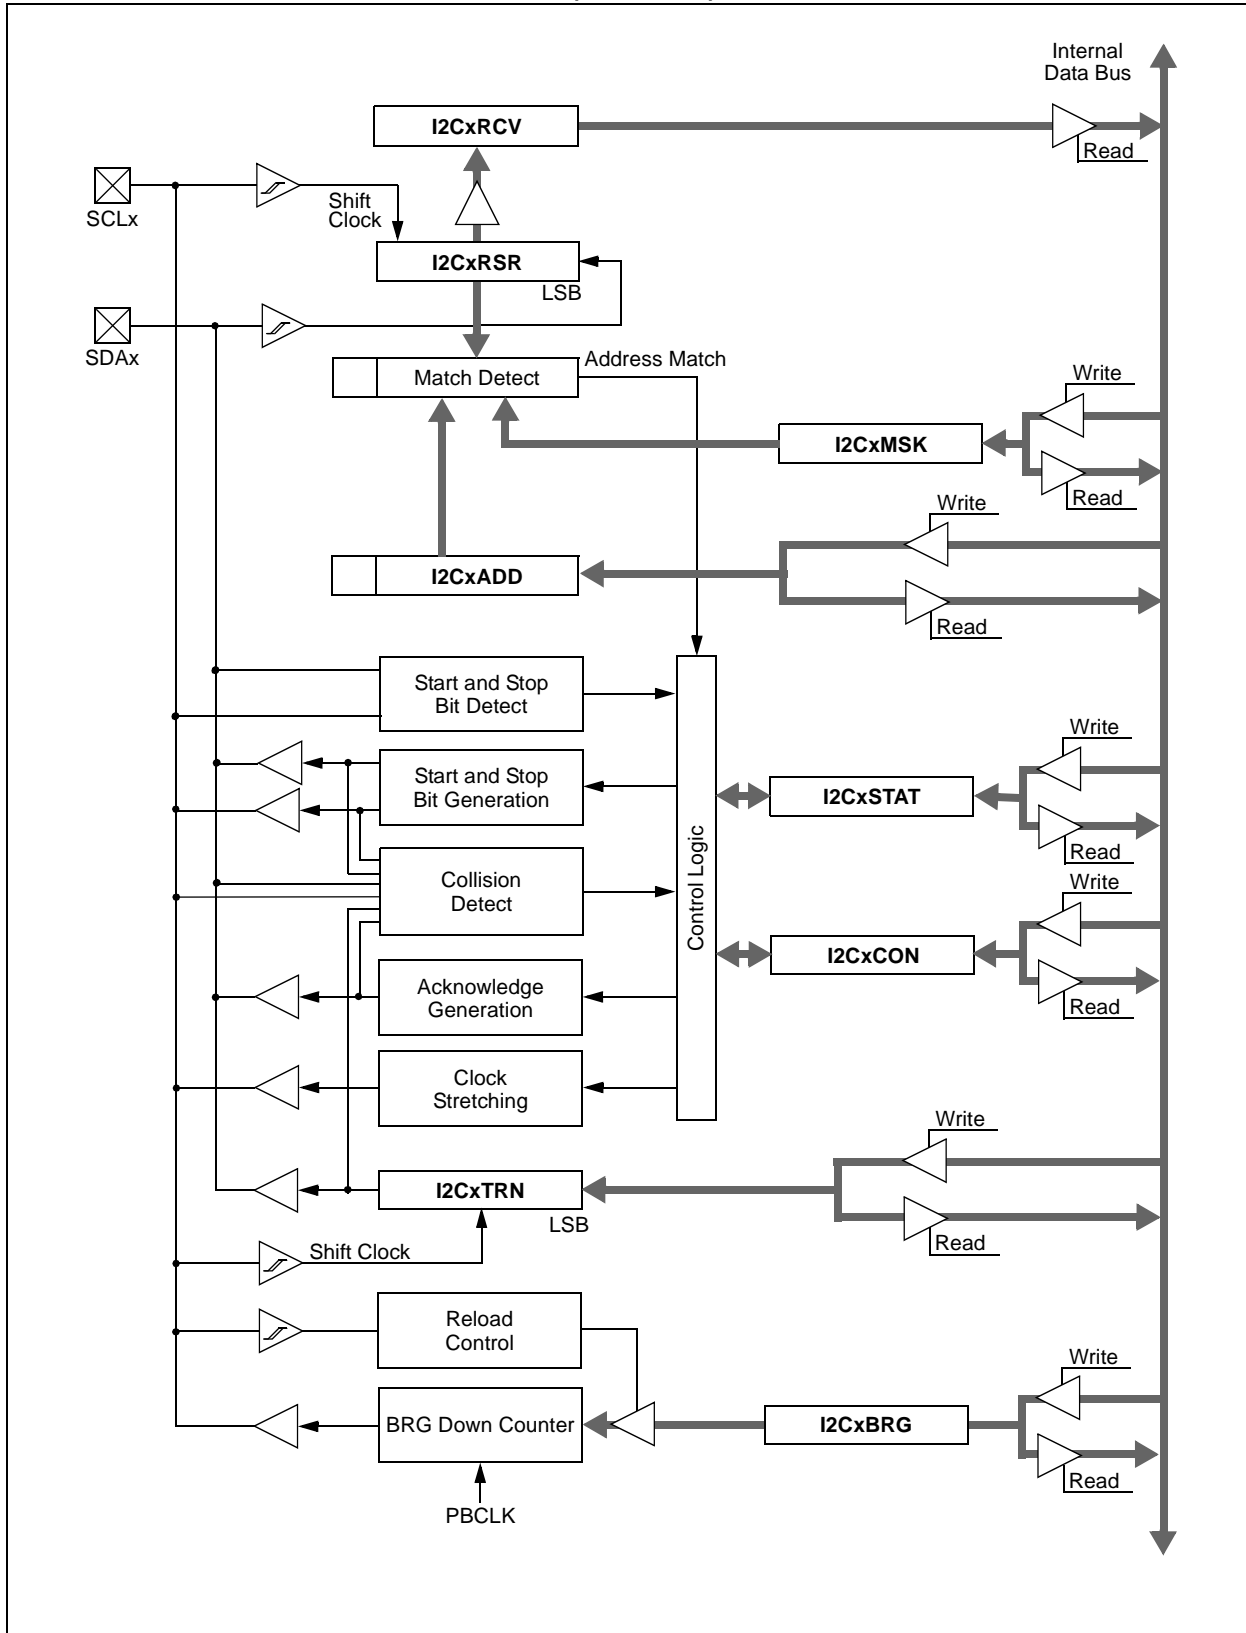 Internal
Data Bus
I2CxRCV
Read
SCLx
Shift
Clock
I2CxRSR
LSB
SDAx
Address Match
Match Detect
Write
I2CxMSK
Read
Write
I2CxADD
Read
Start and Stop
Bit Detect
Write
Start and Stop
Bit Generation
I2CxSTAT
Read
Control Logic
Collision
Detect
Write
I2CxCON
Read
Acknowledge
Generation
Clock
Stretching
Write
I2CxTRN
LSB
Read
Shift Clock
Reload
Control
Write
BRG Down Counter
I2CxBRG
Read
PBCLK